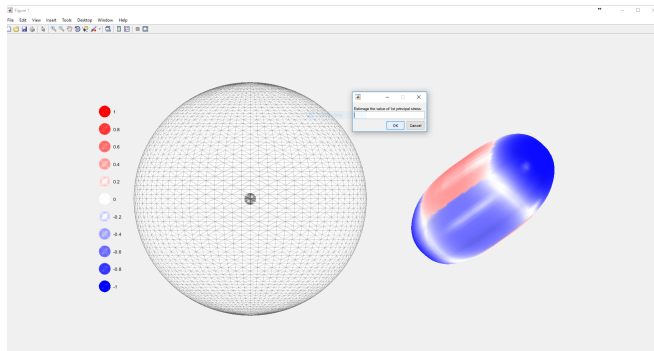 Figure 1
File Edit View Insert Tools Desktop Window Help
1
0.8
0.6
0.4
0.2
0
-0.2
-0.4
-0.6
-0.8
-1
the value of 1st principal stress:
OK Cancel